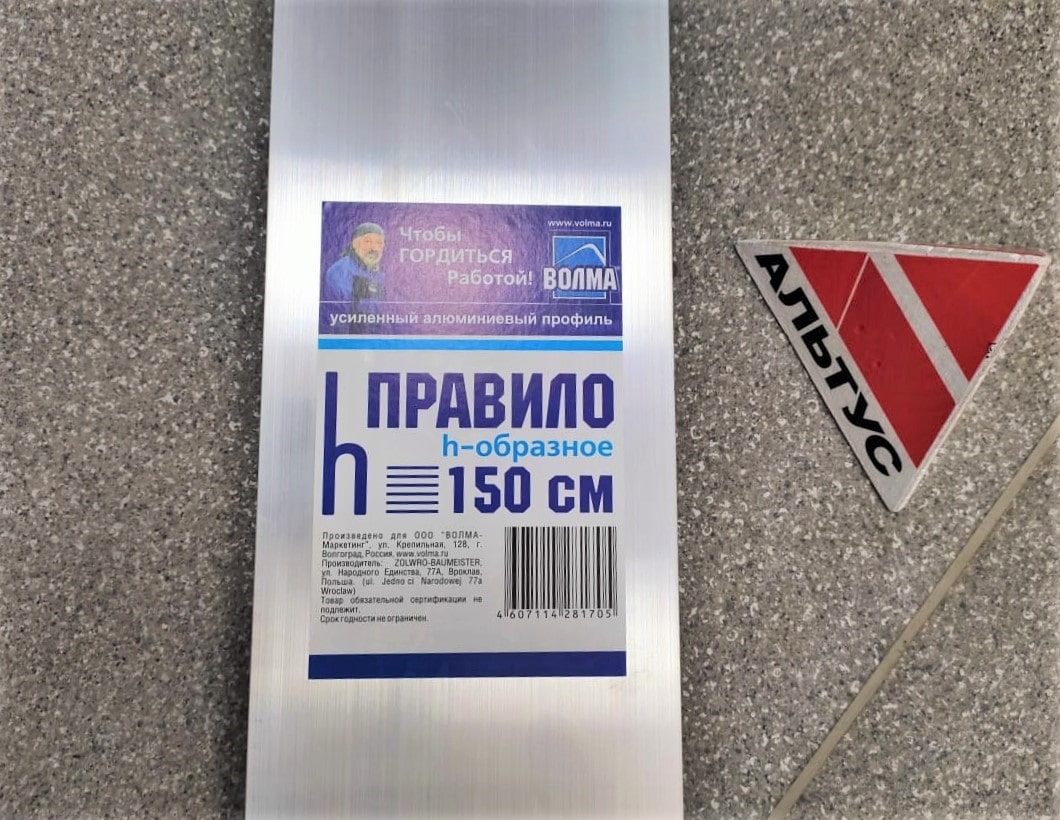 www.volma.ru
Чтобы
ГОРДИТЬСЯ
Работой!
ВОЛМА
усиленный алюминиевый профиль
h ПРАВИЛО
h-образное
150 см
Произведено для ООО "ВОЛМА-
Маркетинг", ул. Крепильная, 128, г.
Волгоград, Россия, www.volma.ru
Производитель: ZOLWRO-BAUMEISTER,
ул. Народного Единства, 77А, Вроклав,
Польша. (ul. Jedno ci Narodowej 77a
Wroclaw)
Товар обязательной сертификации не
подлежит.
Срок годности не ограничен.
4 607114 281705
АЛЬТУС